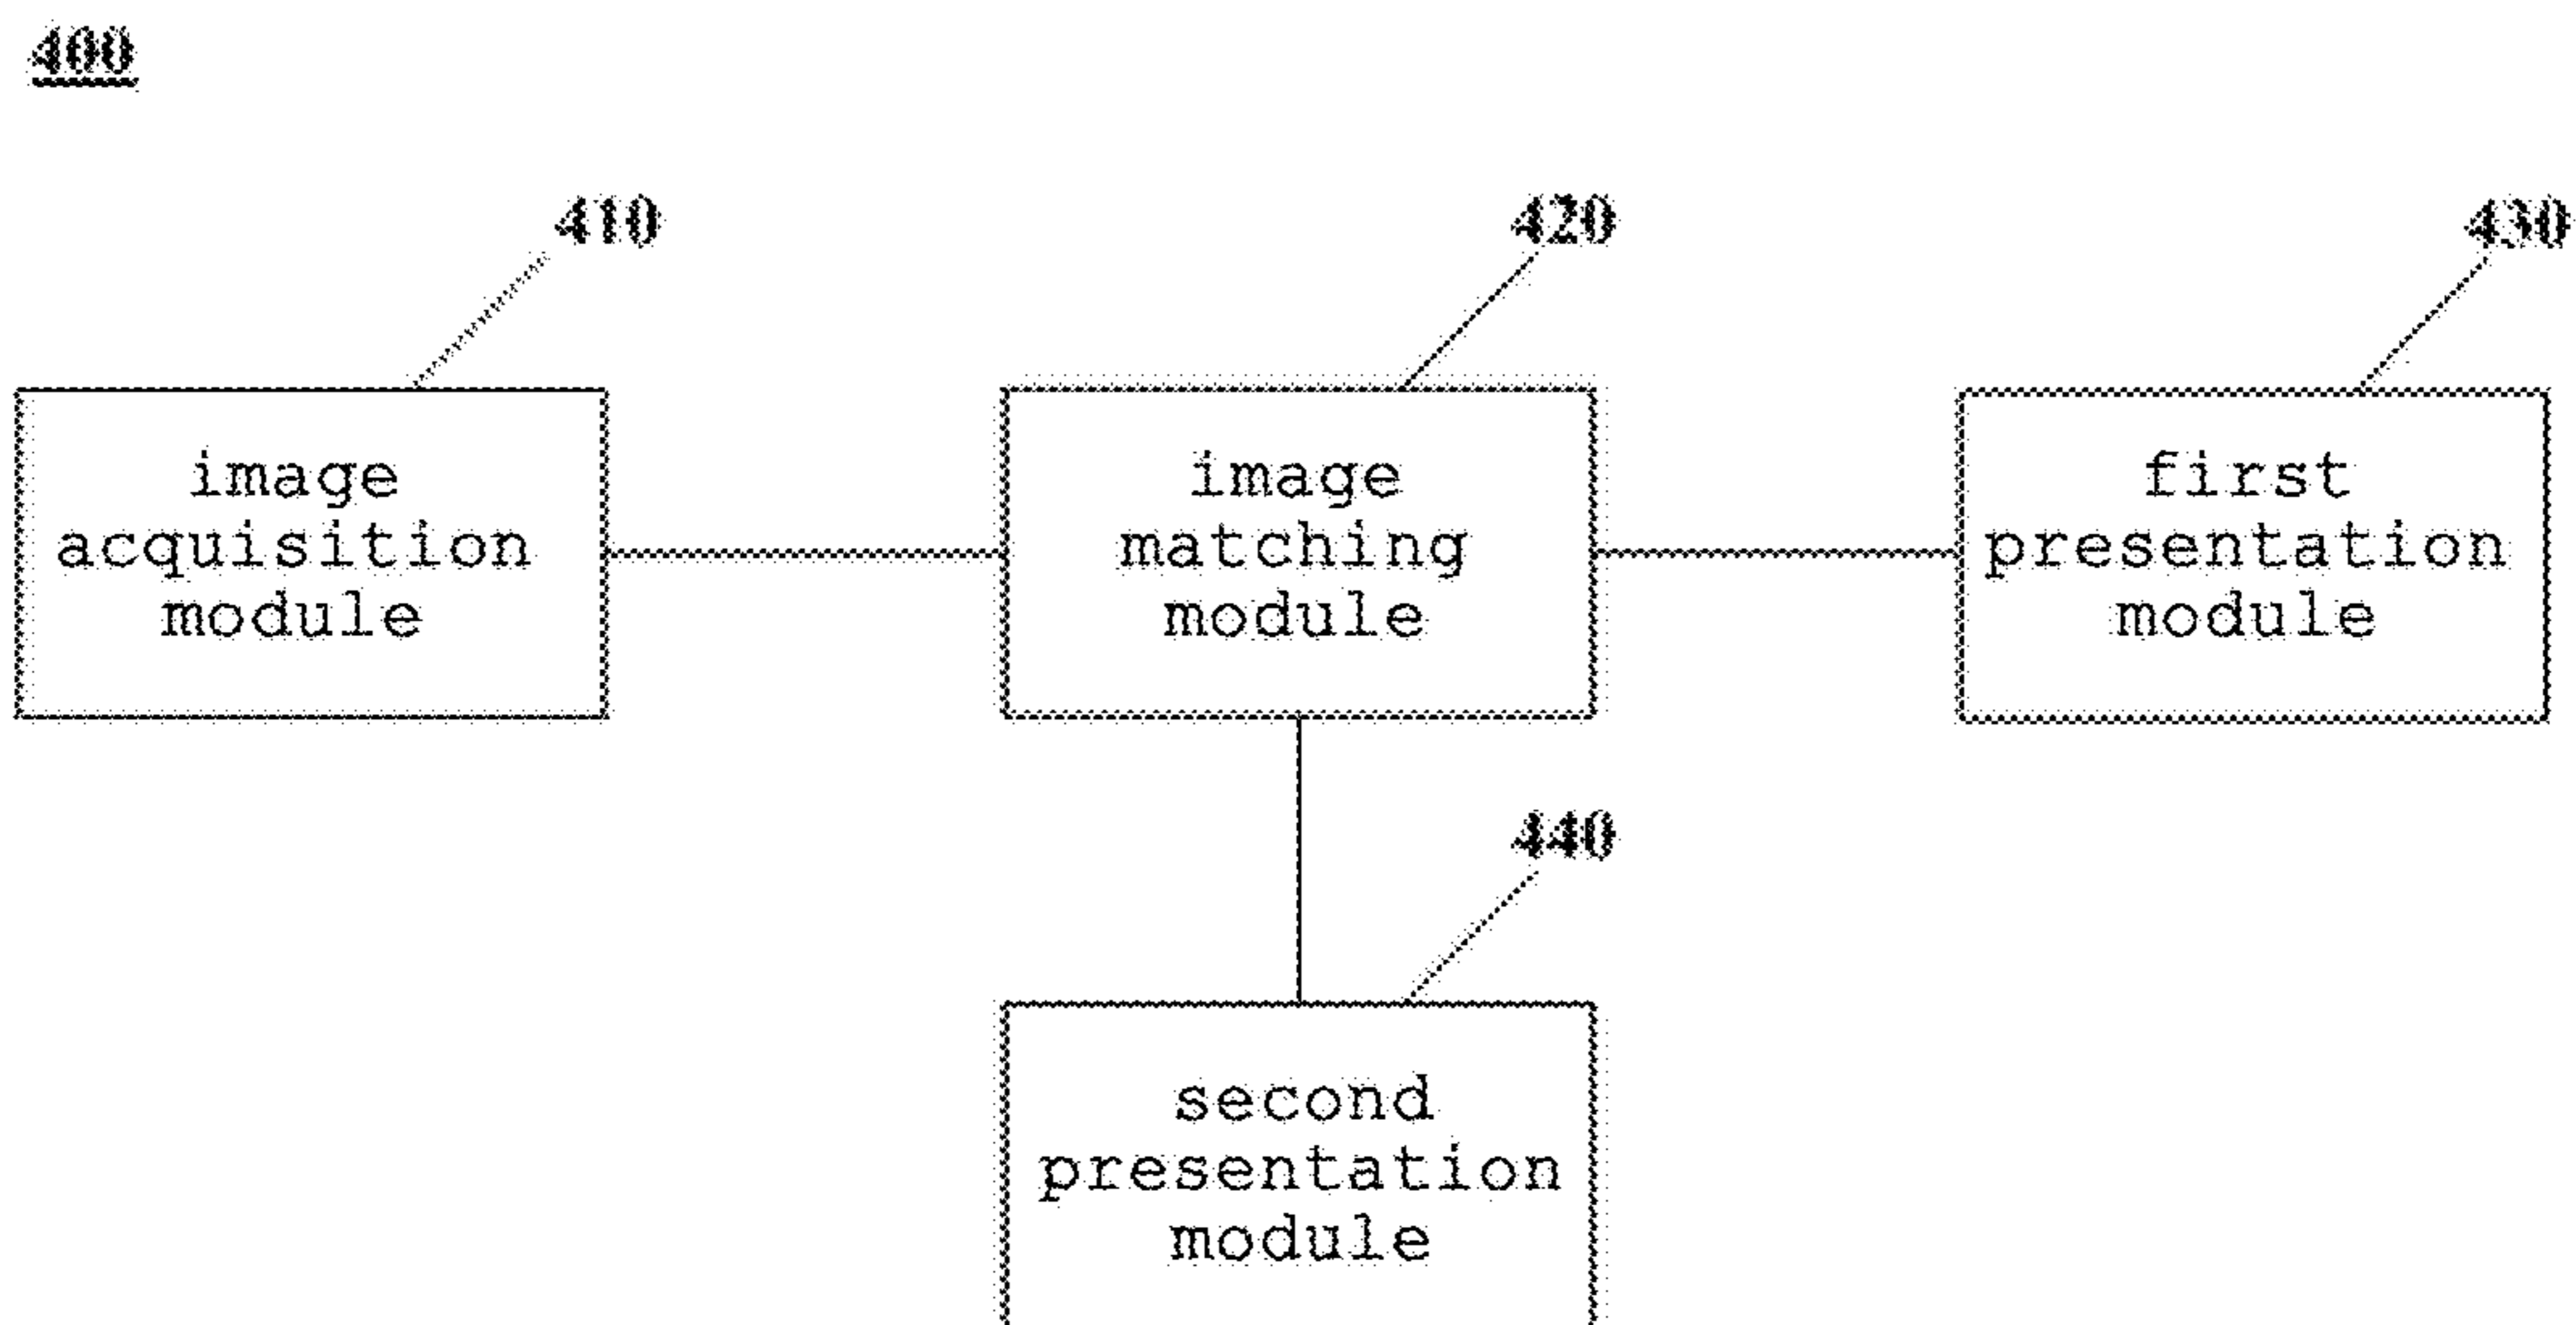 400
410
420
430
image
acquisition
module
image
matching
module
first
presentation
module
440
second
presentation
module